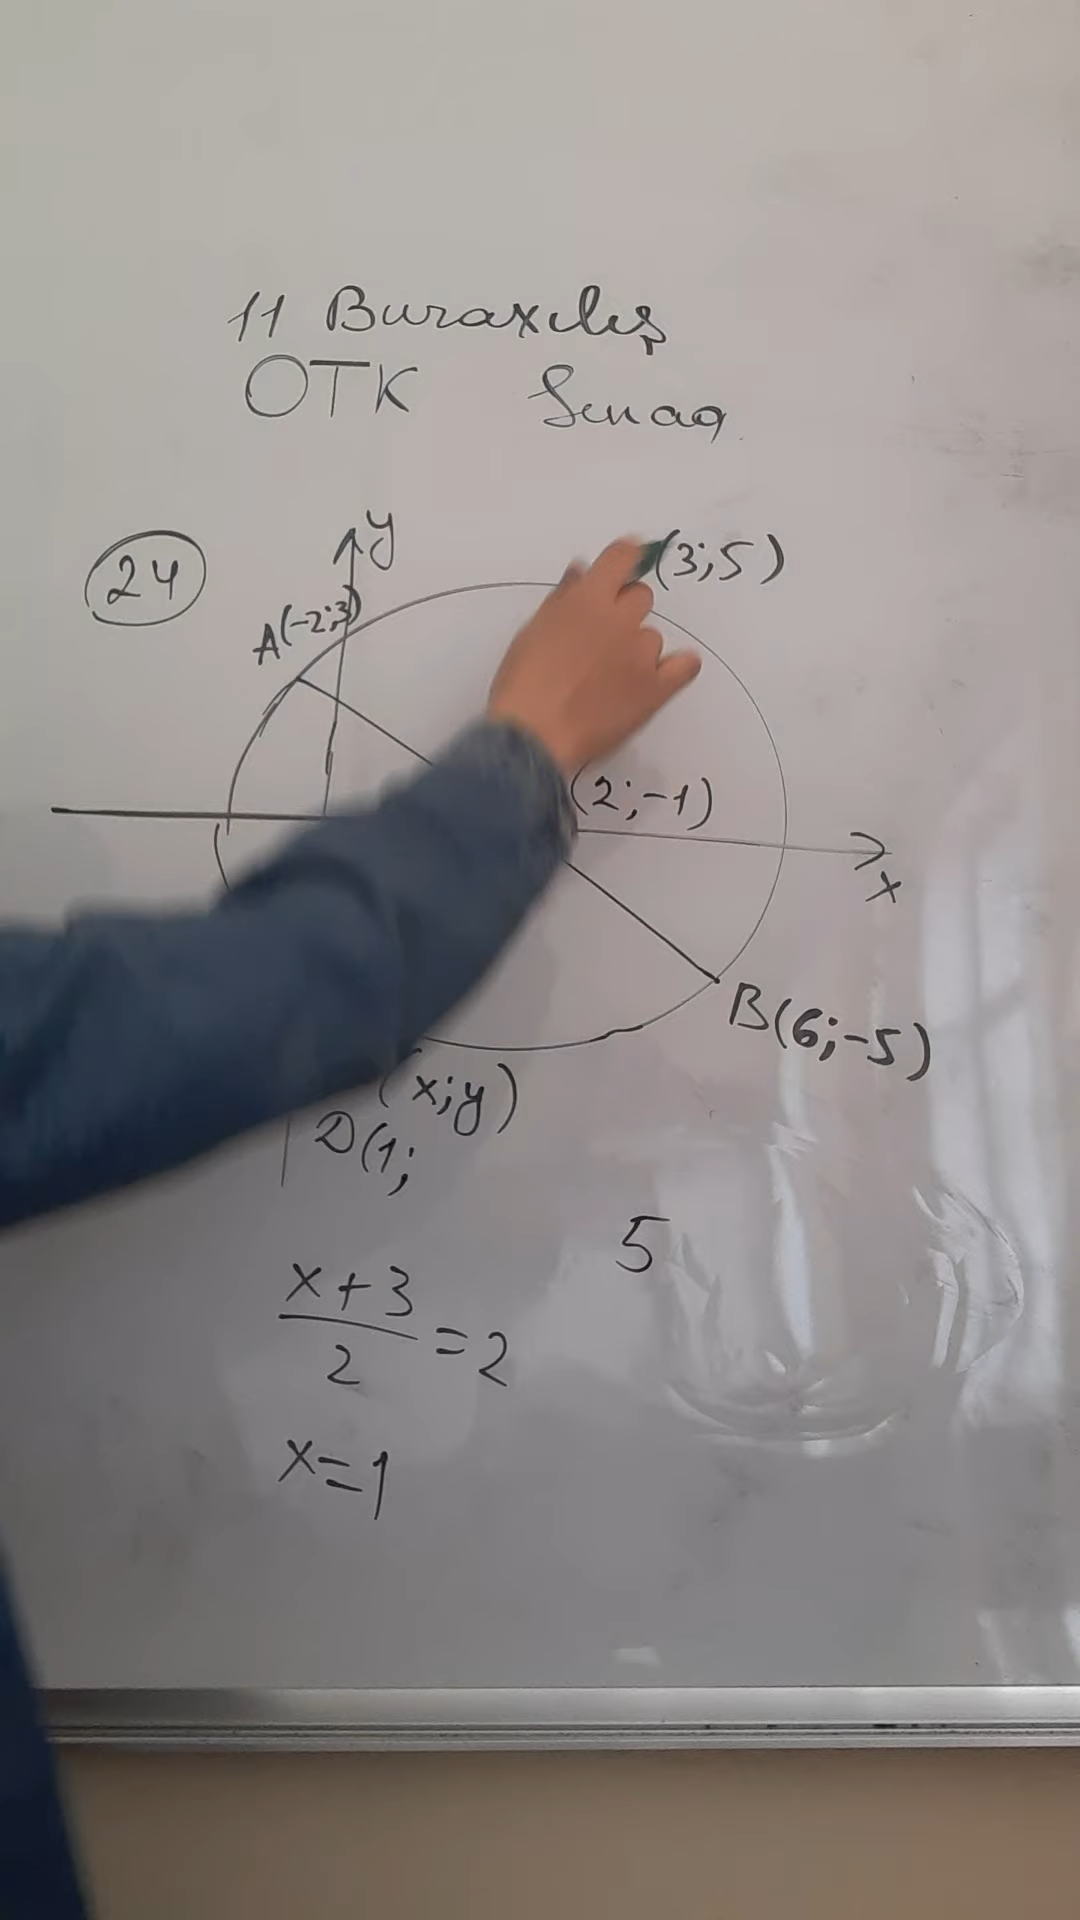 11 Buraxılış
OTK Sınaq
24
y
(3;5)
A(-2;3)
(2;-1)
x
B(6;-5)
(x;y)
D(1;
5
x+3
2
=2
x=1